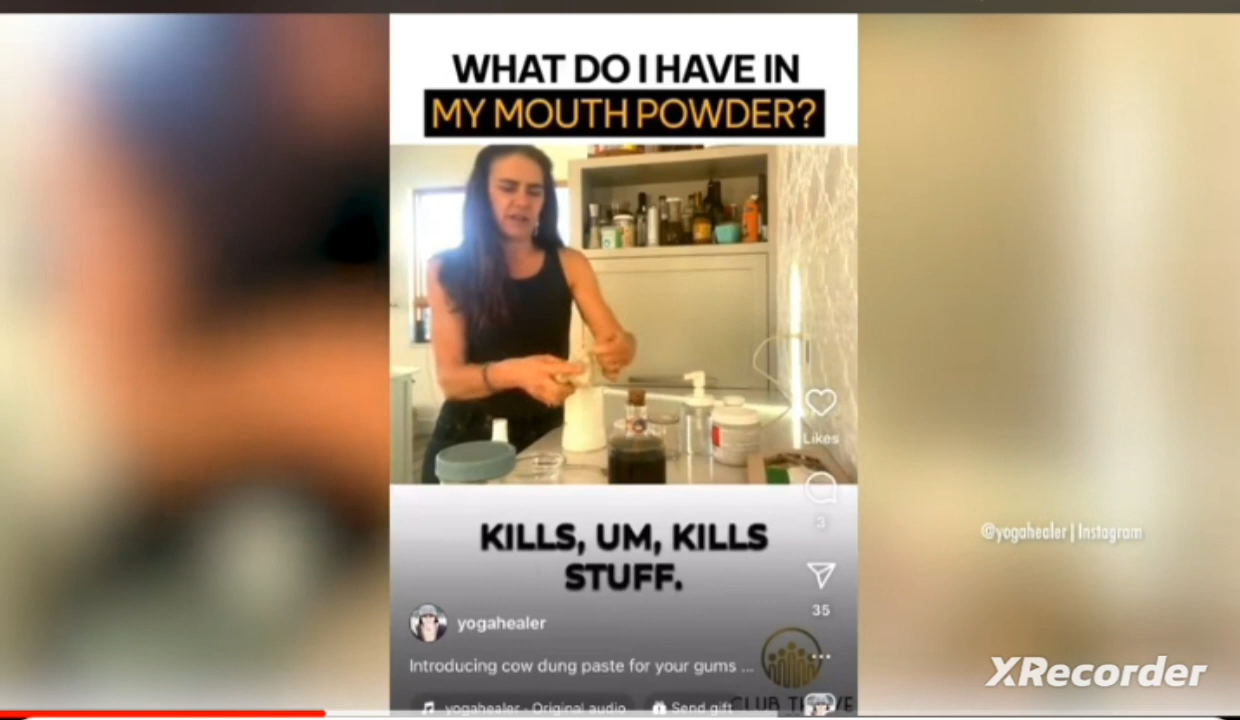 WHAT DO I HAVE IN
MY MOUTH POWDER?
Likes
3
KILLS, UM, KILLS
STUFF.
@yogahealer | Instagram
35
yogahealer
Introducing cow dung paste for your gums ...
yogahealer · Original audio
Send gift
XRecorder